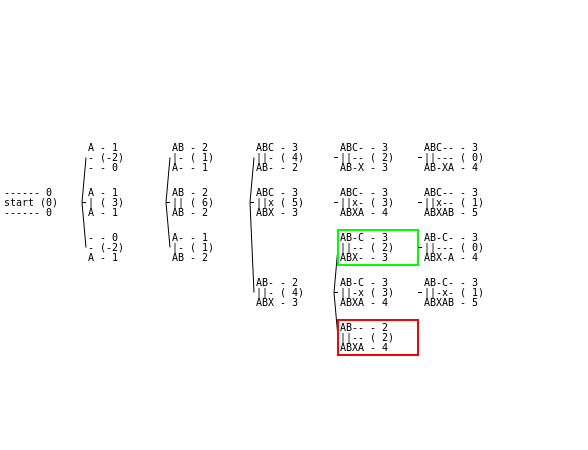 A - 1
- (-2)
- - 0
AB - 2
|- ( 1)
A- - 1
ABC - 3
||- ( 4)
AB- - 2
ABC- - 3
||-- ( 2)
AB-X - 3
ABC-- - 3
||--- ( 0)
AB-XA - 4
------ 0
start (0)
------ 0
A - 1
| ( 3)
A - 1
AB - 2
|| ( 6)
AB - 2
ABC - 3
||x ( 5)
ABX - 3
ABC- - 3
||x- ( 3)
ABXA - 4
ABC-- - 3
||x-- ( 1)
ABXAB - 5
- - 0
- (-2)
A - 1
A-- - 1
|- ( 1)
AB - 2
AB-C - 3
||-- ( 2)
ABX- - 3
AB-C- - 3
||--- ( 0)
ABX-A - 4
AB- - 2
||- ( 4)
ABX - 3
AB-C - 3
||-x ( 3)
ABXA - 4
AB-C- - 3
||-x- ( 1)
ABXAB - 5
AB-- - 2
||-- ( 2)
ABXA - 4